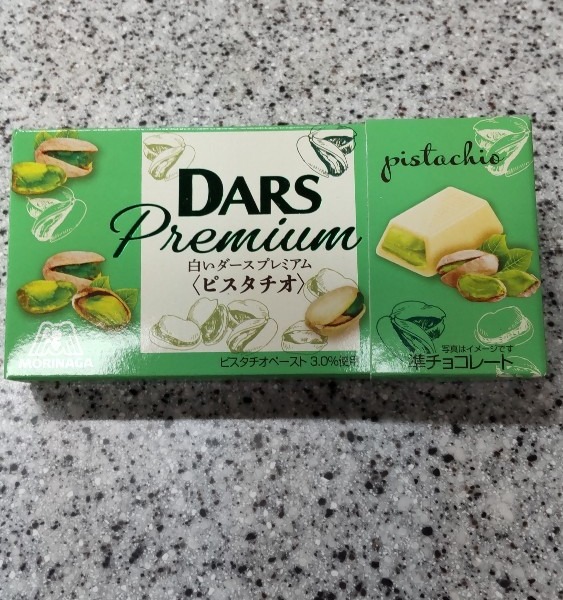 DARS
Premium
白いダースプレミアム
〈ピスタチオ〉
MORINAGA
ピスタチオペースト 3.0%使用
pistachio
写真はイメージです
準チョコレート